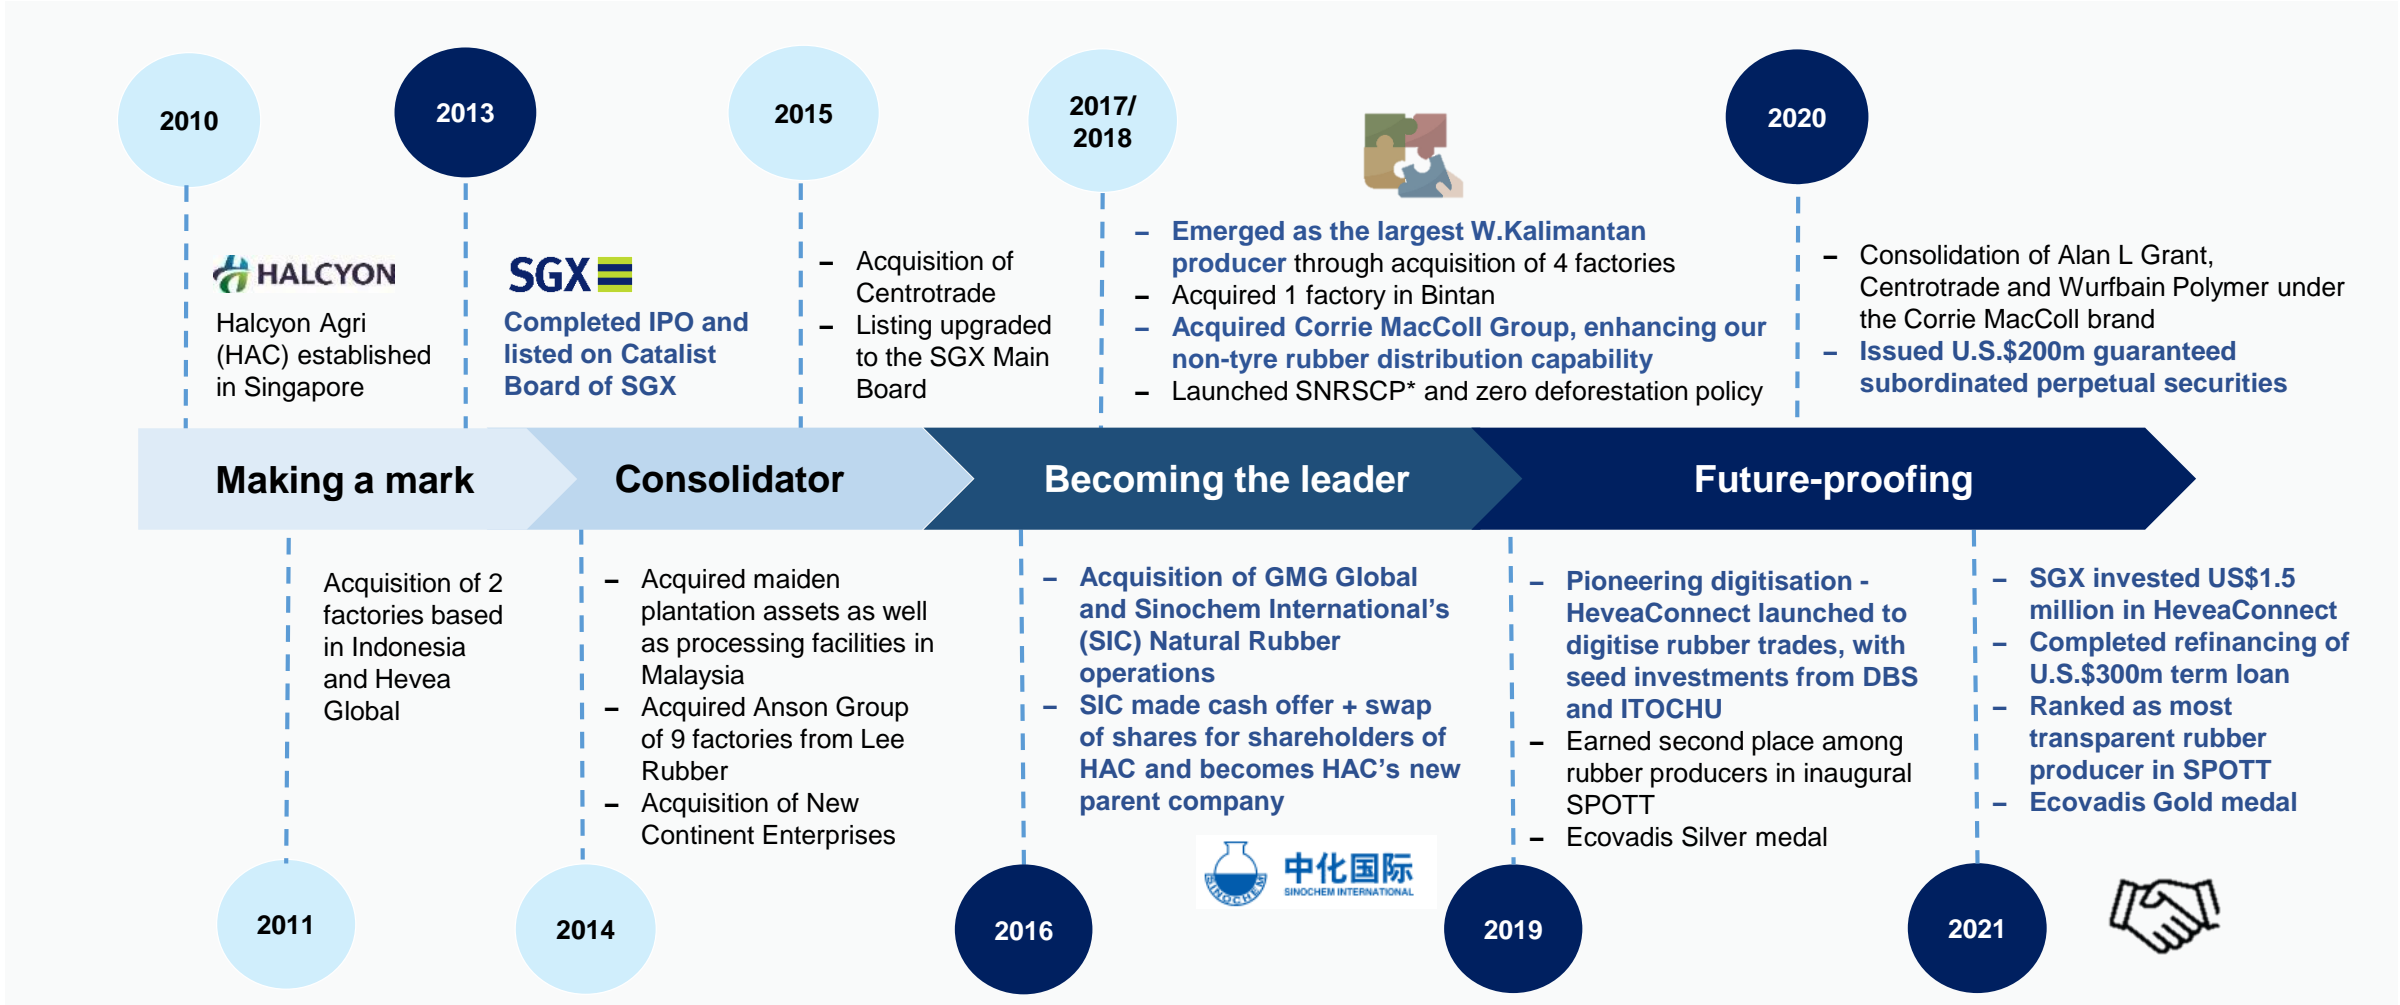 2010
HALCYON
Halcyon Agri
(HAC) established
in Singapore
2013
SGX
Completed IPO and
listed on Catalist
Board of SGX
2015
– Acquisition of
Centrotrade
– Listing upgraded
to the SGX Main
Board
2017/
2018
– Emerged as the largest W.Kalimantan
producer through acquisition of 4 factories
– Acquired 1 factory in Bintan
– Acquired Corrie MacColl Group, enhancing our
non-tyre rubber distribution capability
– Launched SNRSCP* and zero deforestation policy
2020
– Consolidation of Alan L Grant,
Centrotrade and Wurfbain Polymer under
the Corrie MacColl brand
– Issued U.S.$200m guaranteed
subordinated perpetual securities
Making a mark
Consolidator
Becoming the leader
Future-proofing
Acquisition of 2
factories based
in Indonesia
and Hevea
Global
2011
– Acquired maiden
plantation assets as well
as processing facilities in
Malaysia
– Acquired Anson Group
of 9 factories from Lee
Rubber
– Acquisition of New
Continent Enterprises
2014
– Acquisition of GMG Global
and Sinochem International’s
(SIC) Natural Rubber
operations
– SIC made cash offer + swap
of shares for shareholders of
HAC and becomes HAC’s new
parent company
SINOCHEM
中化国际
SINOCHEM INTERNATIONAL
2016
– Pioneering digitisation -
HeveaConnect launched to
digitise rubber trades, with
seed investments from DBS
and ITOCHU
– Earned second place among
rubber producers in inaugural
SPOTT
– Ecovadis Silver medal
2019
– SGX invested US$1.5
million in HeveaConnect
– Completed refinancing of
U.S.$300m term loan
– Ranked as most
transparent rubber
producer in SPOTT
– Ecovadis Gold medal
2021